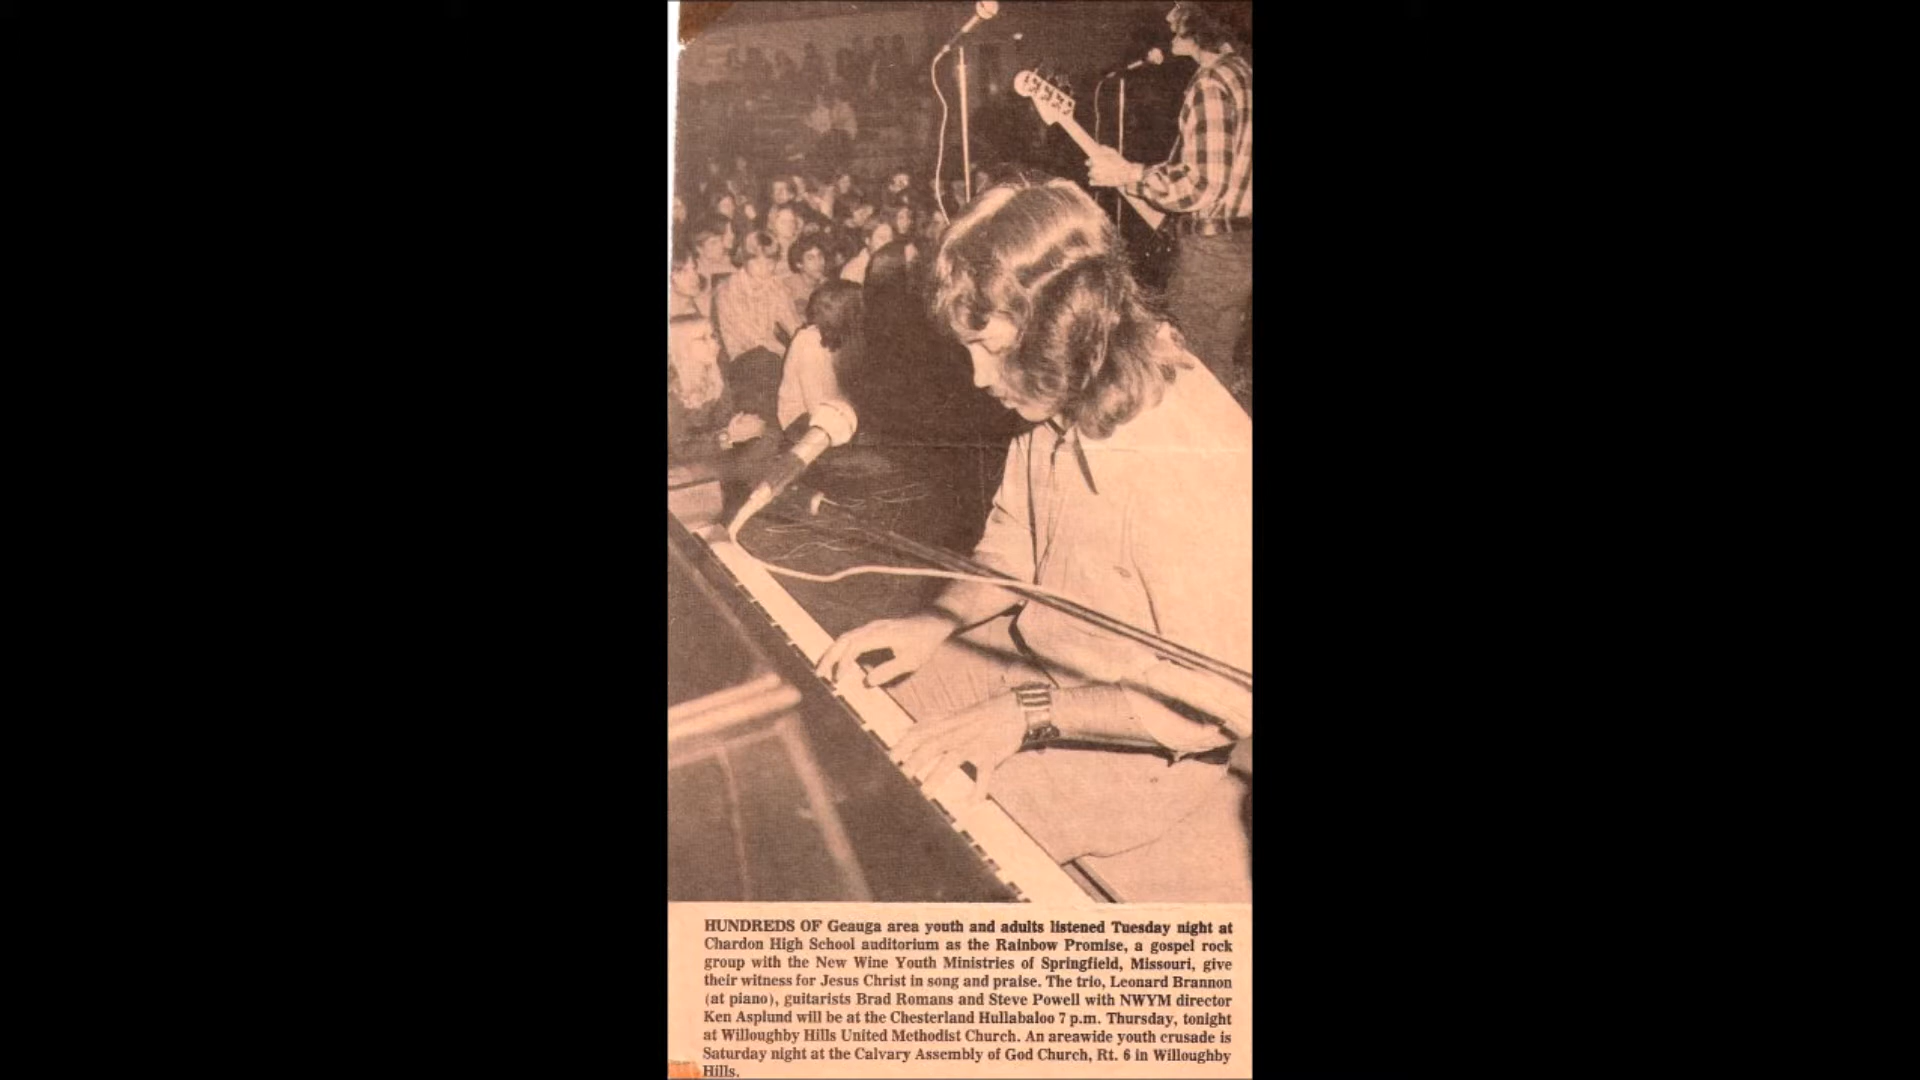 HUNDREDS OF Geauga area youth and adults listened Tuesday night at
Chardon High School auditorium as the Rainbow Promise, a gospel rock
group with the New Wine Youth Ministries of Springfield, Missouri, give
their witness for Jesus Christ in song and praise. The trio, Leonard Brannon
(at piano), guitarists Brad Romans and Steve Powell with NWYM director
Ken Asplund will be at the Chesterland Hullabaloo 7 p.m. Thursday, tonight
at Willoughby Hills United Methodist Church. An areawide youth crusade is
Saturday night at the Calvary Assembly of God Church, Rt. 6 in Willoughby
Hills.